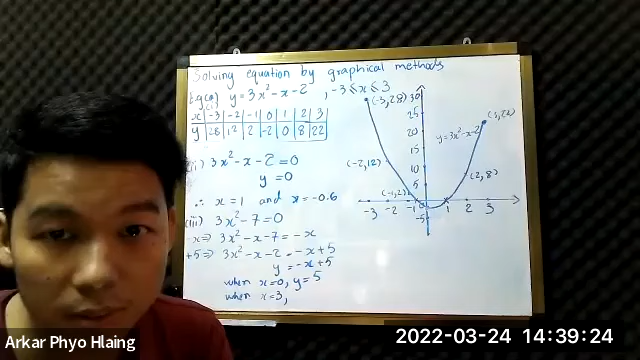 Solving equation by graphical methods
Eg(a) y = 3x² - x - 2 , -3 ≤ x ≤ 3
(i)
x | -3 | -2 | -1 | 0 | 1 | 2 | 3
y | 28 | 12 | 2 | -2 | 0 | 8 | 22
(ii) 3x² - x - 2 = 0
y = 0
∴ x = 1 and x = -0.6
(iii) 3x² - 7 = 0
-x ⇒ 3x² - x - 7 = -x
+5 ⇒ 3x² - x - 2 = -x + 5
y = -x + 5
when x = 0, y = 5
when x = 3,
(-3, 28)
30
25
20
15
10
5
-5
(3, 22)
y = 3x² - x - 2
(-2, 12)
(2, 8)
(-1, 2)
-3 -2 -1 0 1 2 3
Arkar Phyo Hlaing
2022-03-24 14:39:24